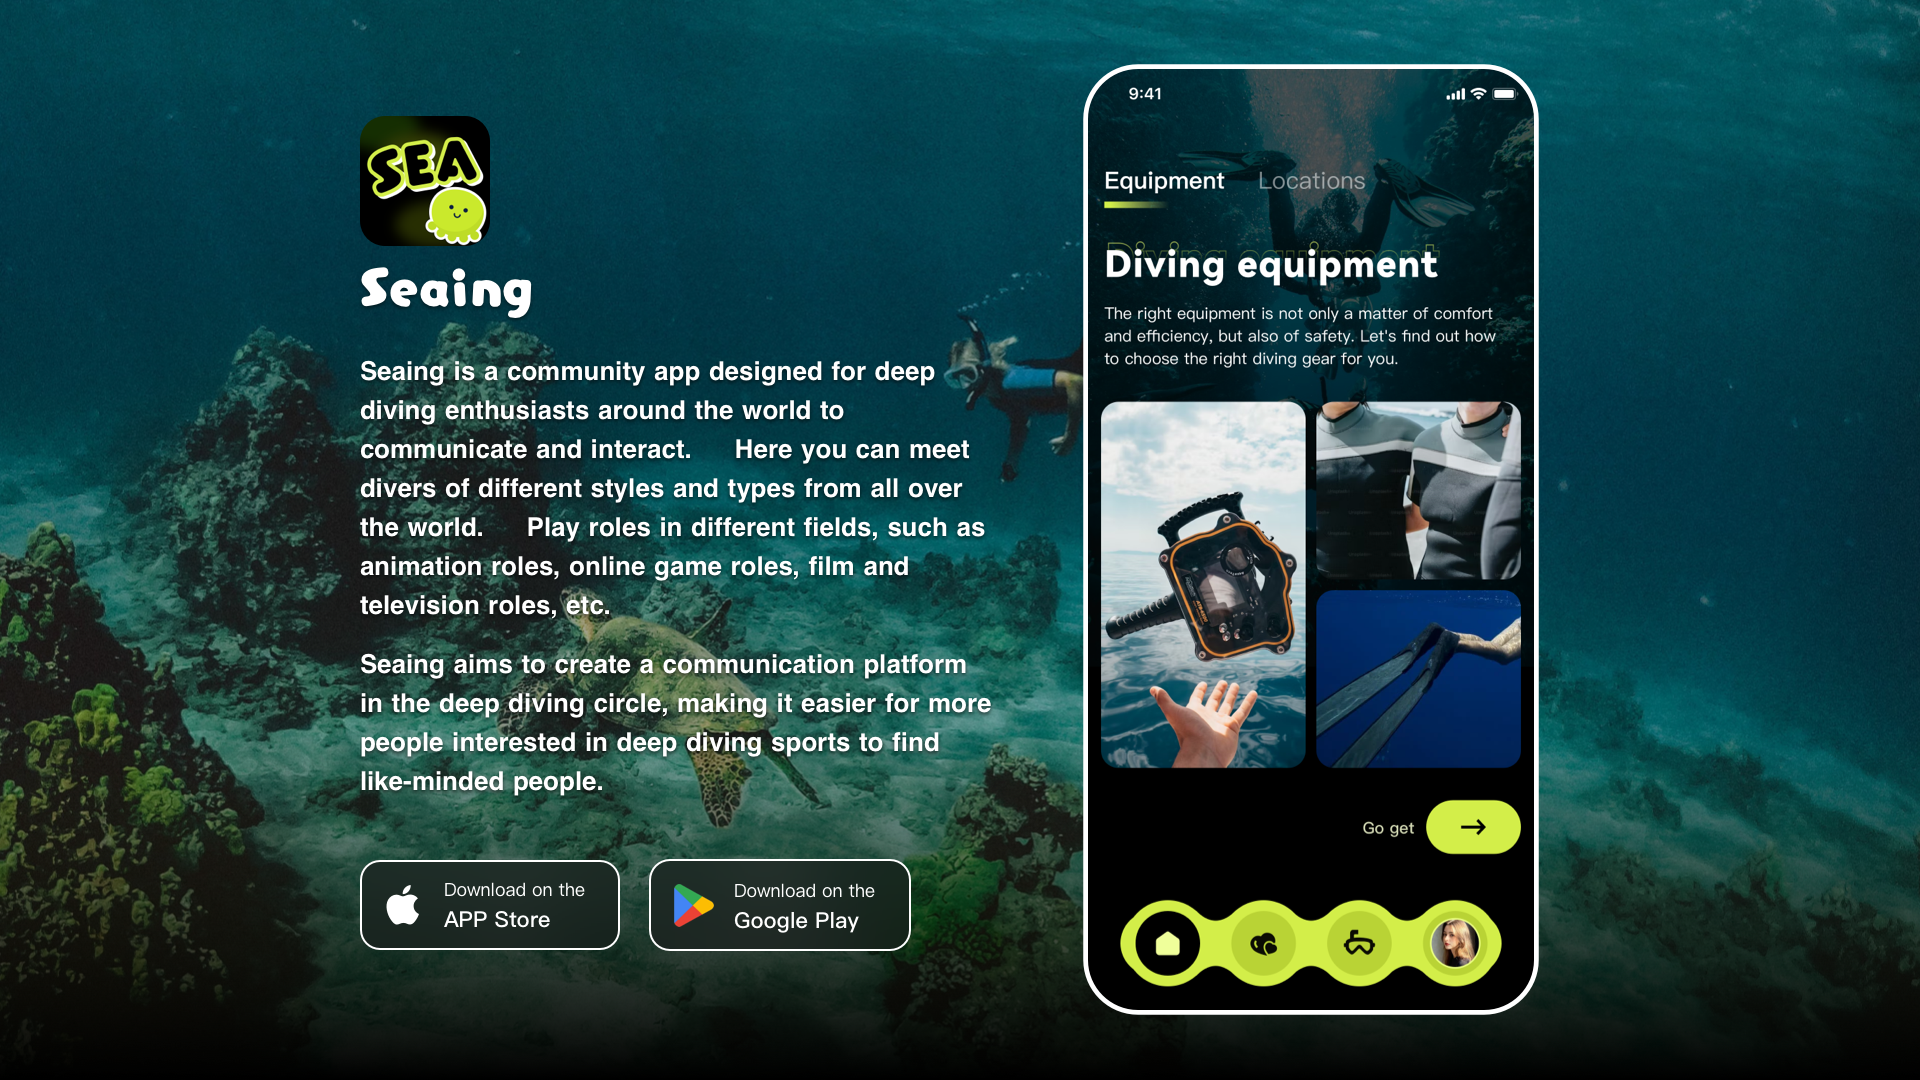 SEA
Seaing
Seaing is a community app designed for deep
diving enthusiasts around the world to
communicate and interact. Here you can meet
divers of different styles and types from all over
the world. Play roles in different fields, such as
animation roles, online game roles, film and
television roles, etc.
Seaing aims to create a communication platform
in the deep diving circle, making it easier for more
people interested in deep diving sports to find
like-minded people.
Download on the
APP Store
Download on the
Google Play
9:41
Equipment Locations
Diving equipment
Diving equipment
The right equipment is not only a matter of comfort
and efficiency, but also of safety. Let's find out how
to choose the right diving gear for you.
Go get